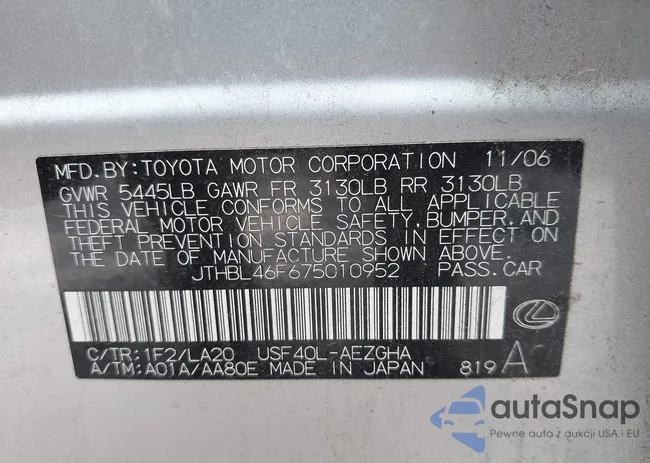 MFD. BY: TOYOTA MOTOR CORPORATION 11/06
GVWR 5445LB GAWR FR 3130LB RR 3130LB
THIS VEHICLE CONFORMS TO ALL APPLICABLE
FEDERAL MOTOR VEHICLE SAFETY, BUMPER, AND
THEFT PREVENTION STANDARDS IN EFFECT ON
THE DATE OF MANUFACTURE SHOWN ABOVE.
JTHBL46F675010952 PASS. CAR
C/TR: 1F2/LA20 USF40L-AEZGHA
A/TM: A01A/AA80E MADE IN JAPAN 819 A
autaSnap
Pewne auta z aukcji USA i EU